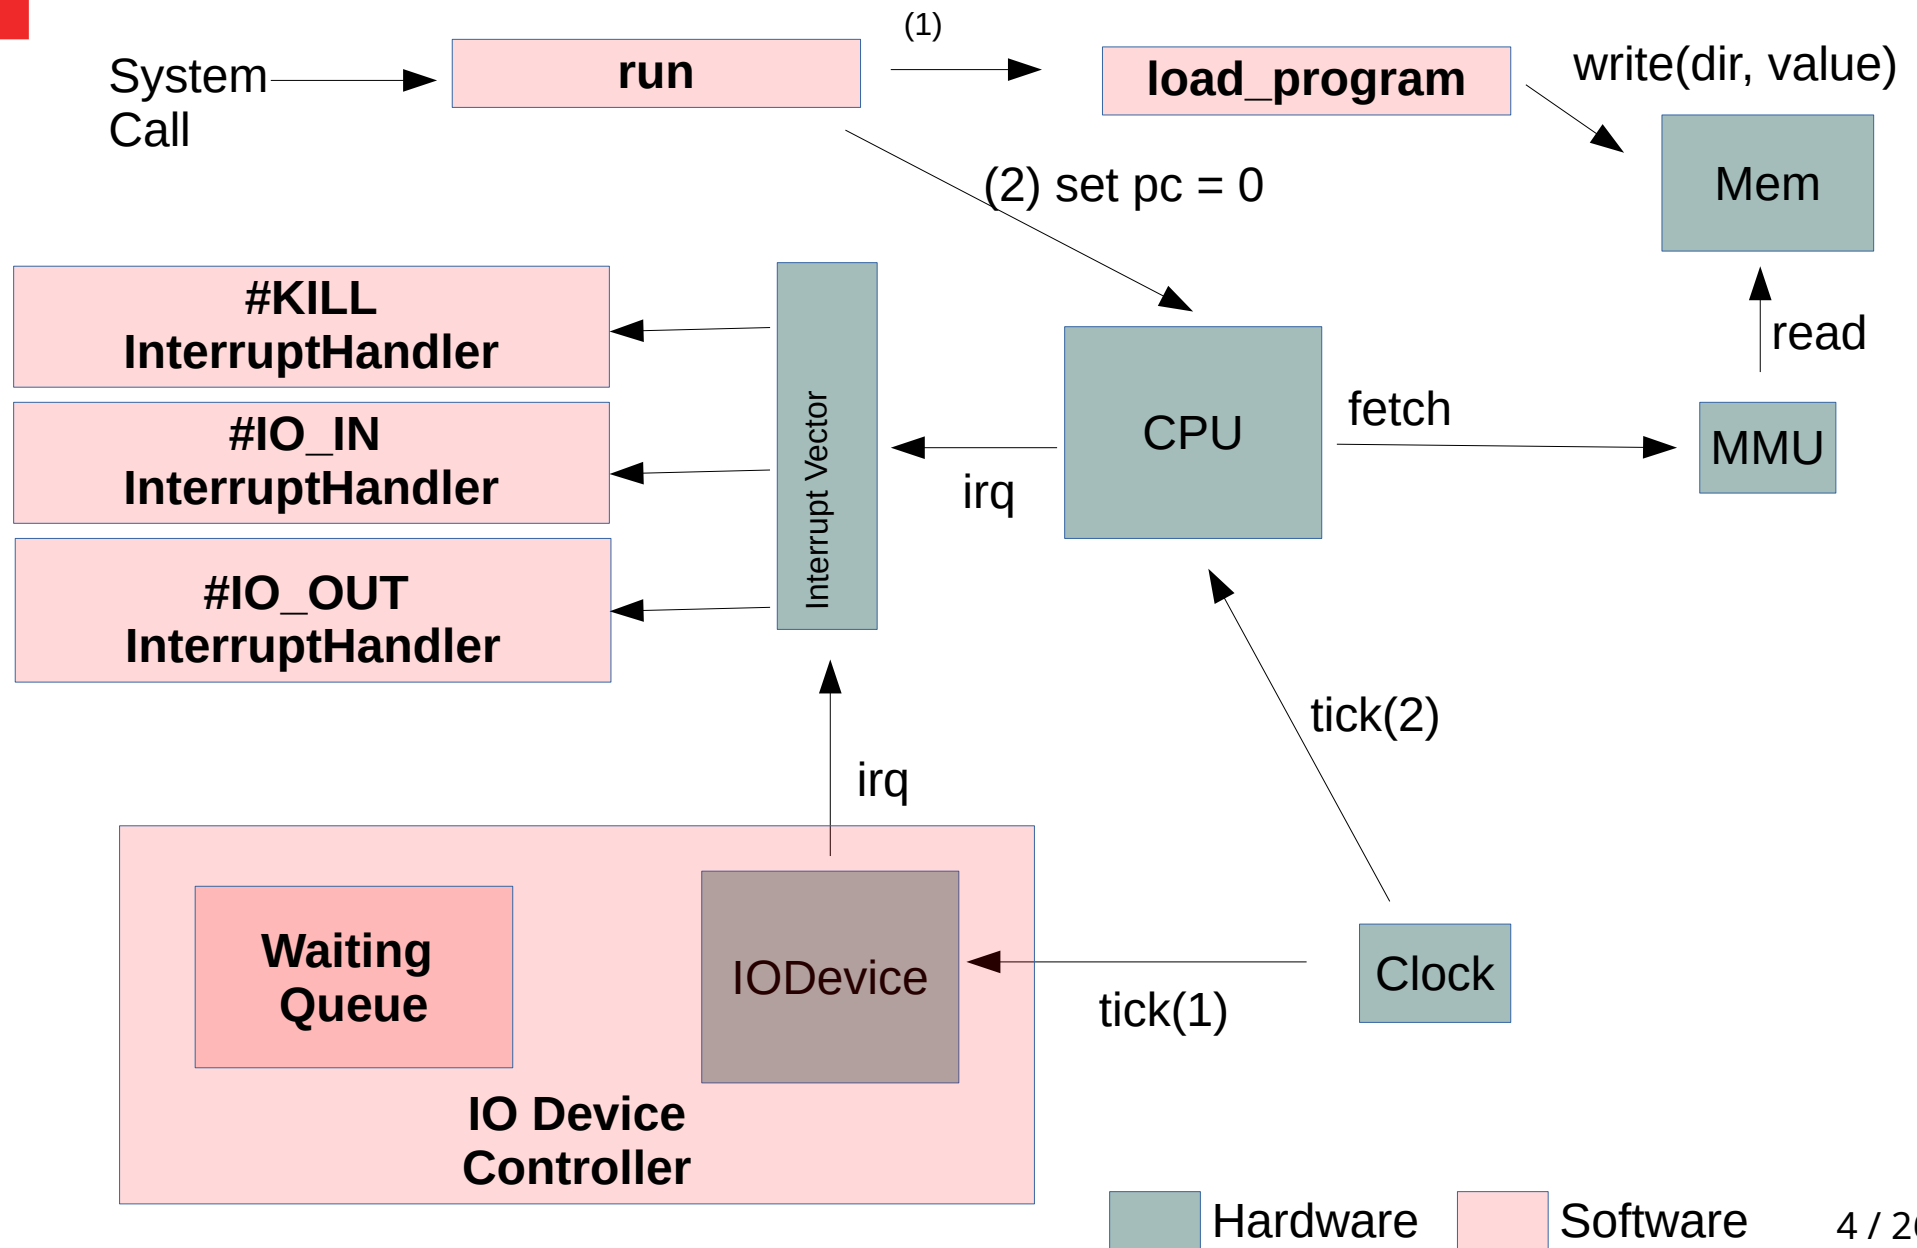 (1)
System
Call
run
load_program
write(dir, value)
Mem
(2) set pc = 0
#KILL
InterruptHandler
#IO_IN
InterruptHandler
#IO_OUT
InterruptHandler
Interrupt Vector
irq
CPU
fetch
read
MMU
tick(2)
irq
Waiting
Queue
IODevice
tick(1)
Clock
IO Device
Controller
Hardware
Software
4 /